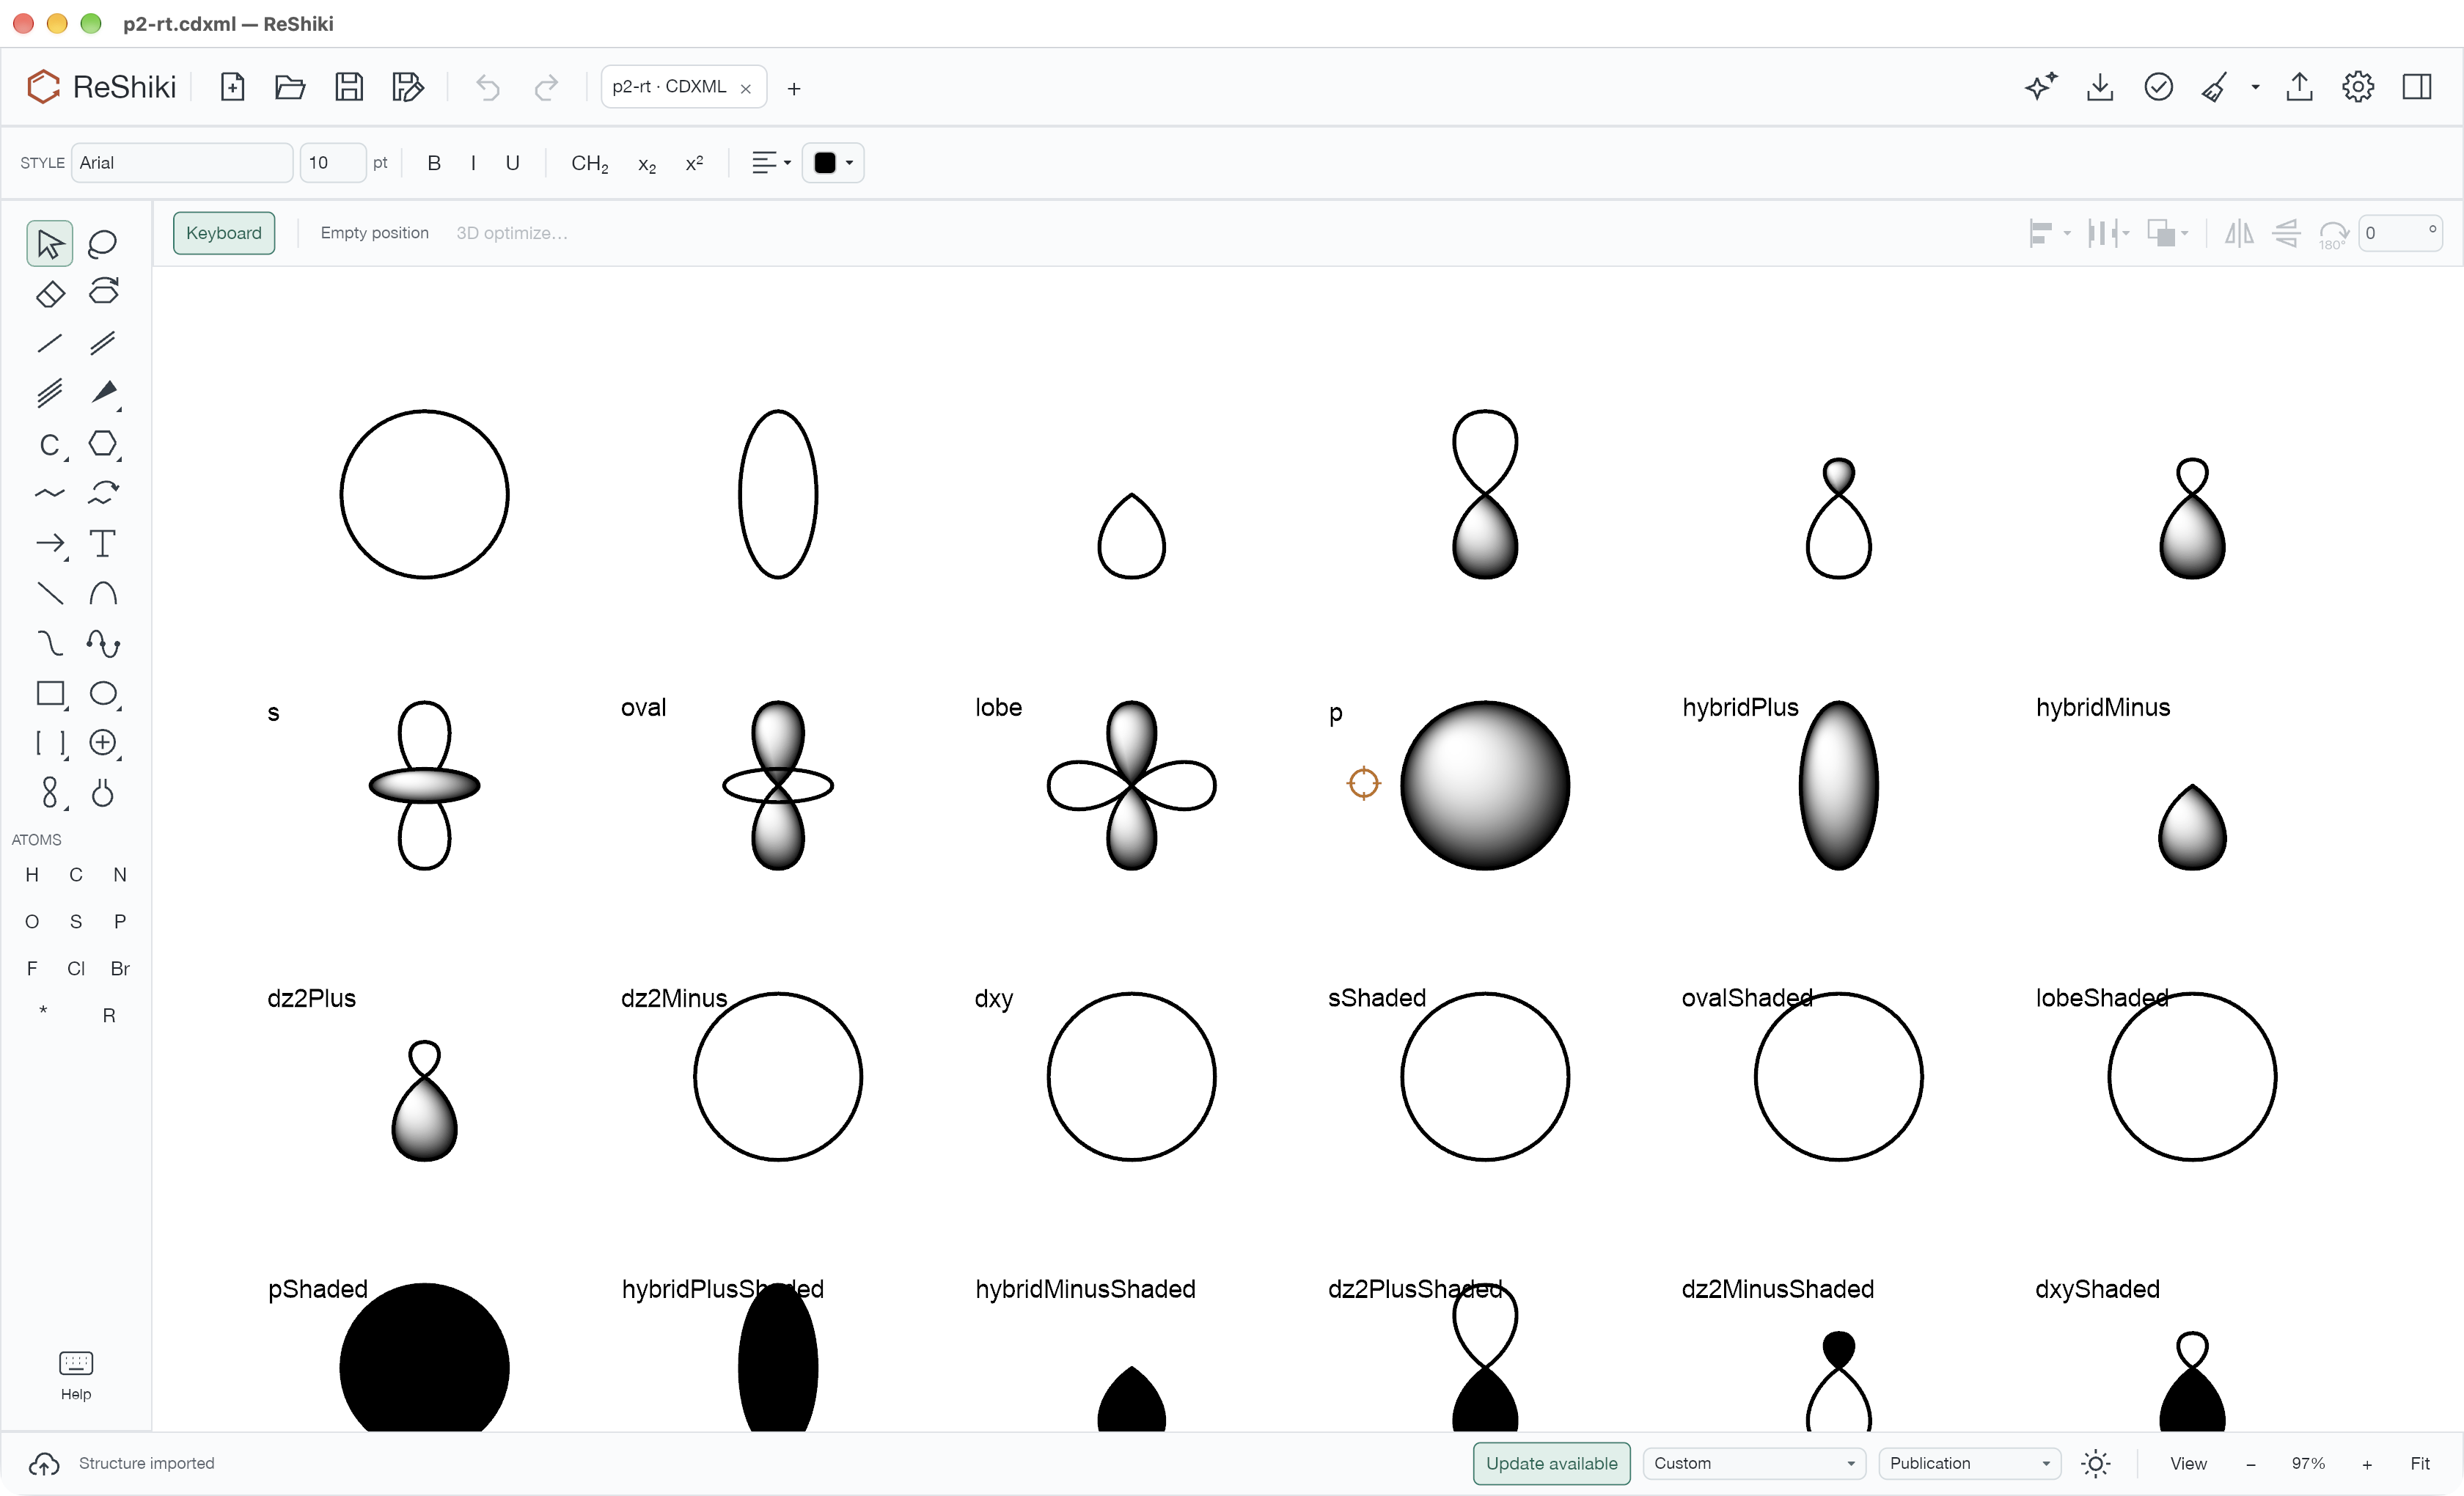 p2-rt.cdxml — ReShiki
ReShiki
p2-rt · CDXML ×
+
STYLE Arial 10 pt B I U CH₂ x₂ x²
Keyboard Empty position 3D optimize... 180° 0 °
C
T
ATOMS
H C N
O S P
F Cl Br
* R
Help
s oval lobe p hybridPlus hybridMinus
dz2Plus dz2Minus dxy sShaded ovalShaded lobeShaded
pShaded hybridPlusShaded hybridMinusShaded dz2PlusShaded dz2MinusShaded dxyShaded
Structure imported Update available Custom Publication View − 97% + Fit